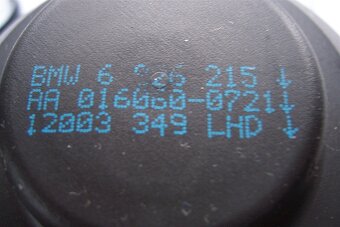 BMW 6 215 ↓
AA 016060-0721↓
12003 349 LHD ↓